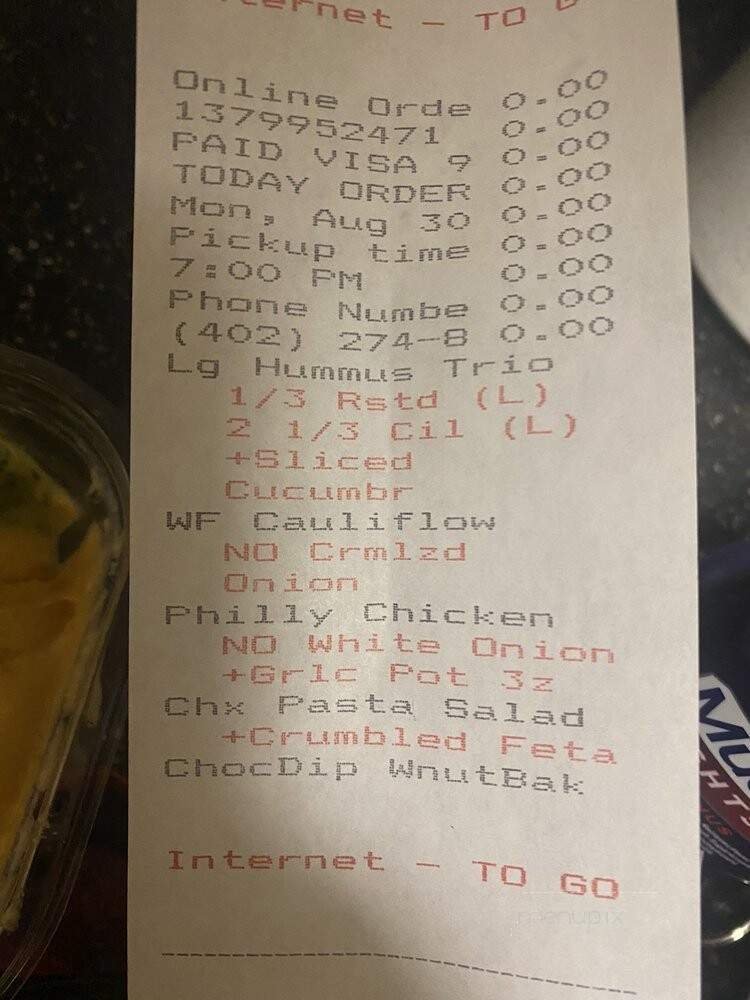 ternet - TO G
Online Orde 0.00
1379952471 0.00
PAID VISA 9 0.00
TODAY ORDER 0.00
Mon, Aug 30 0.00
Pickup time 0.00
7:00 PM 0.00
Phone Numbe 0.00
(402) 274-8 0.00
Lg Hummus Trio
1/3 Rstd (L)
2 1/3 Cil (L)
+Sliced
Cucumbr
WF Cauliflow
NO Crmlzd
Onion
Philly Chicken
NO White Onion
+Grlc Pot 3z
Chx Pasta Salad
+Crumbled Feta
ChocDip WnutBak
Internet - TO GO
menupix